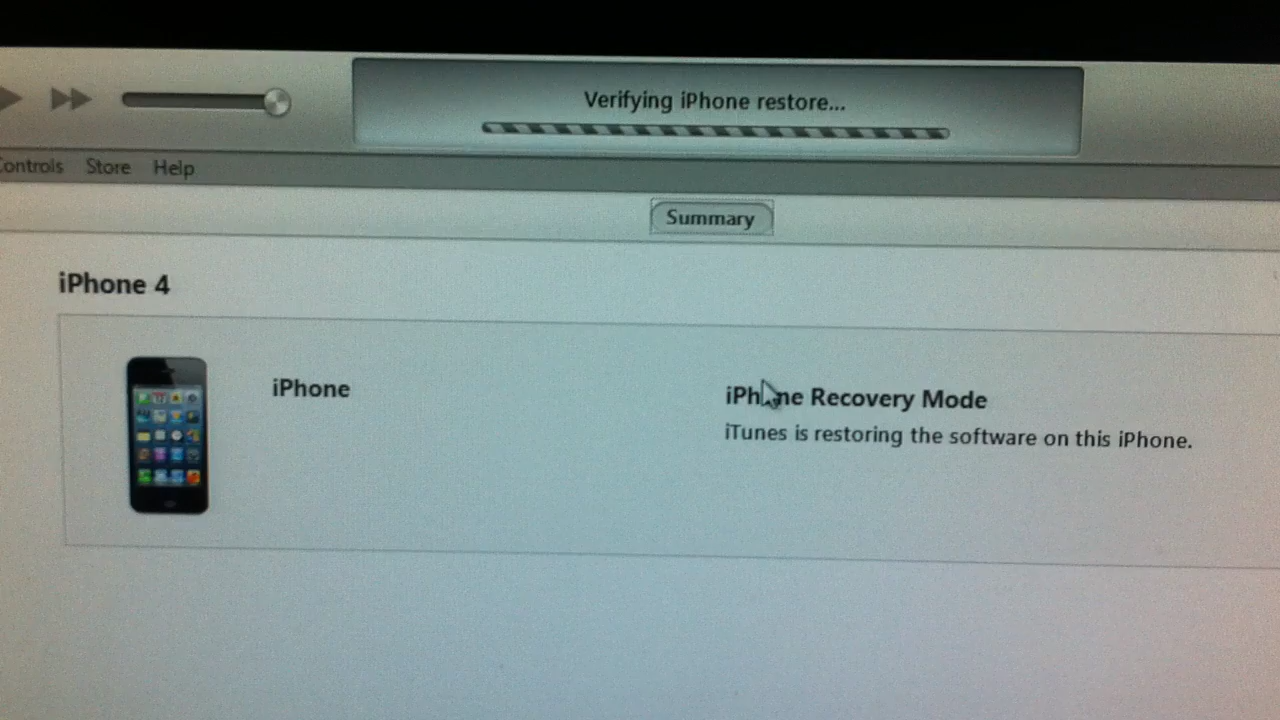 Verifying iPhone restore...
Controls Store Help
Summary
iPhone 4
iPhone
iPhone Recovery Mode
iTunes is restoring the software on this iPhone.